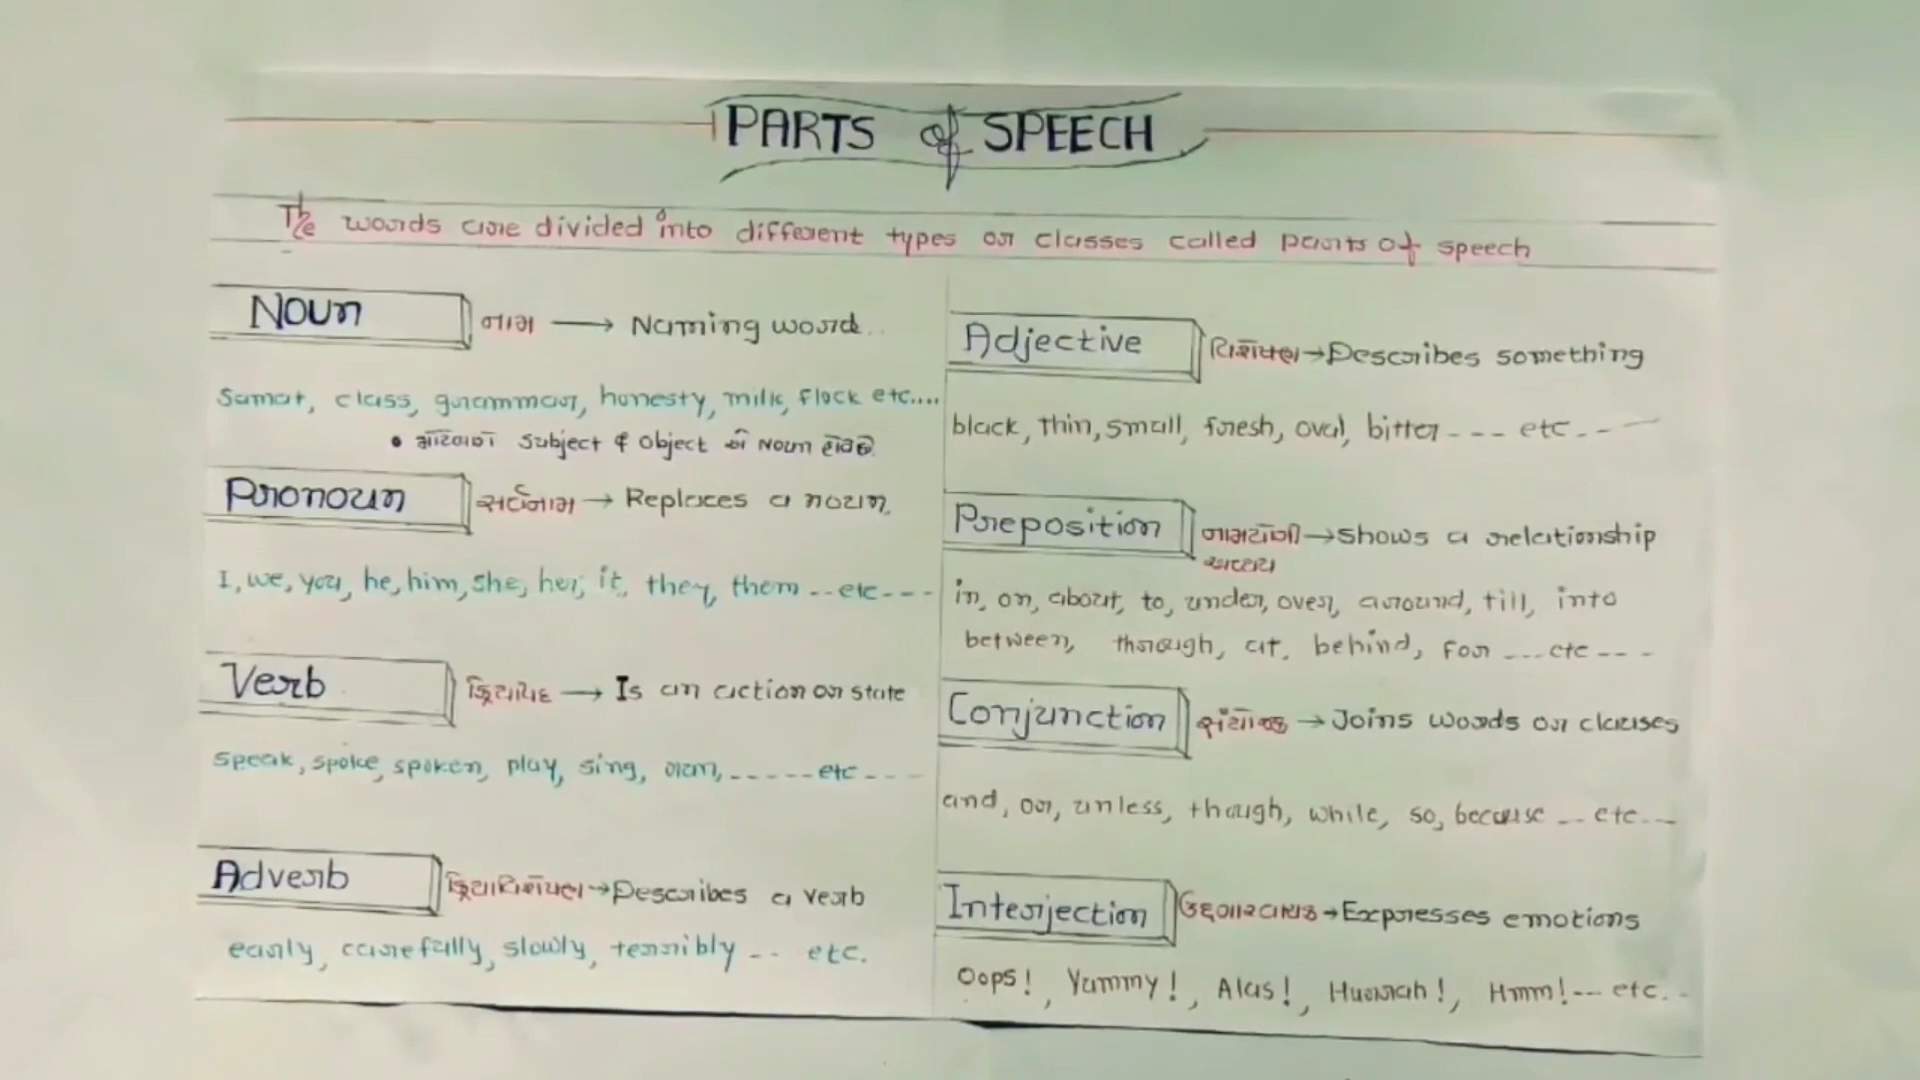 PARTS of SPEECH
The words are divided into different types or classes called parts of speech
Noun નામ → Naming word..
Samat, class, grammar, honesty, milk, flock etc....
• મોટેભાગે Subject & Object એ Noun હોય છે.
Pronoun સર્વનામ → Replaces a noun.
I, we, you, he, him, she, her, it, they, them -- etc ---
Verb ક્રિયાપદ → Is an action or state
speak, spoke, spoken, play, sing, ------ etc ---
Adverb ક્રિયાવિશેષણ → Describes a verb
early, carefully, slowly, terribly -- etc.
Adjective વિશેષણ → Describes something
black, thin, small, fresh, oval, bitter --- etc --
Preposition નામયોગી અવ્યય → Shows a relationship
in, on, about, to, under, over, around, till, into
between, through, at, behind, for --- etc ---
Conjunction સંયોજક → Joins words or clauses
and, or, unless, though, while, so, because -- etc --
Interjection ઉદ્દગારવાચક → Expresses emotions
Oops!, Yummy!, Alas!, Hurrah!, Hmm! -- etc. -